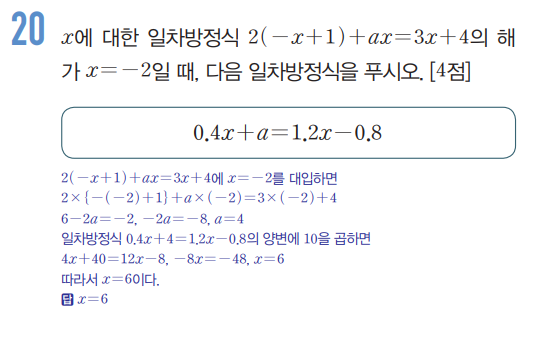 20
x에 대한 일차방정식 2(-x+1)+ax=3x+4의 해
가 x=-2일 때, 다음 일차방정식을 푸시오. [4점]
0.4x+a=1.2x-0.8
2(-x+1)+ax=3x+4에 x=-2를 대입하면
2×{-(-2)+1}+a×(-2)=3×(-2)+4
6-2a=-2, -2a=-8, a=4
일차방정식 0.4x+4=1.2x-0.8의 양변에 10을 곱하면
4x+40=12x-8, -8x=-48, x=6
따라서 x=6이다.
답 x=6